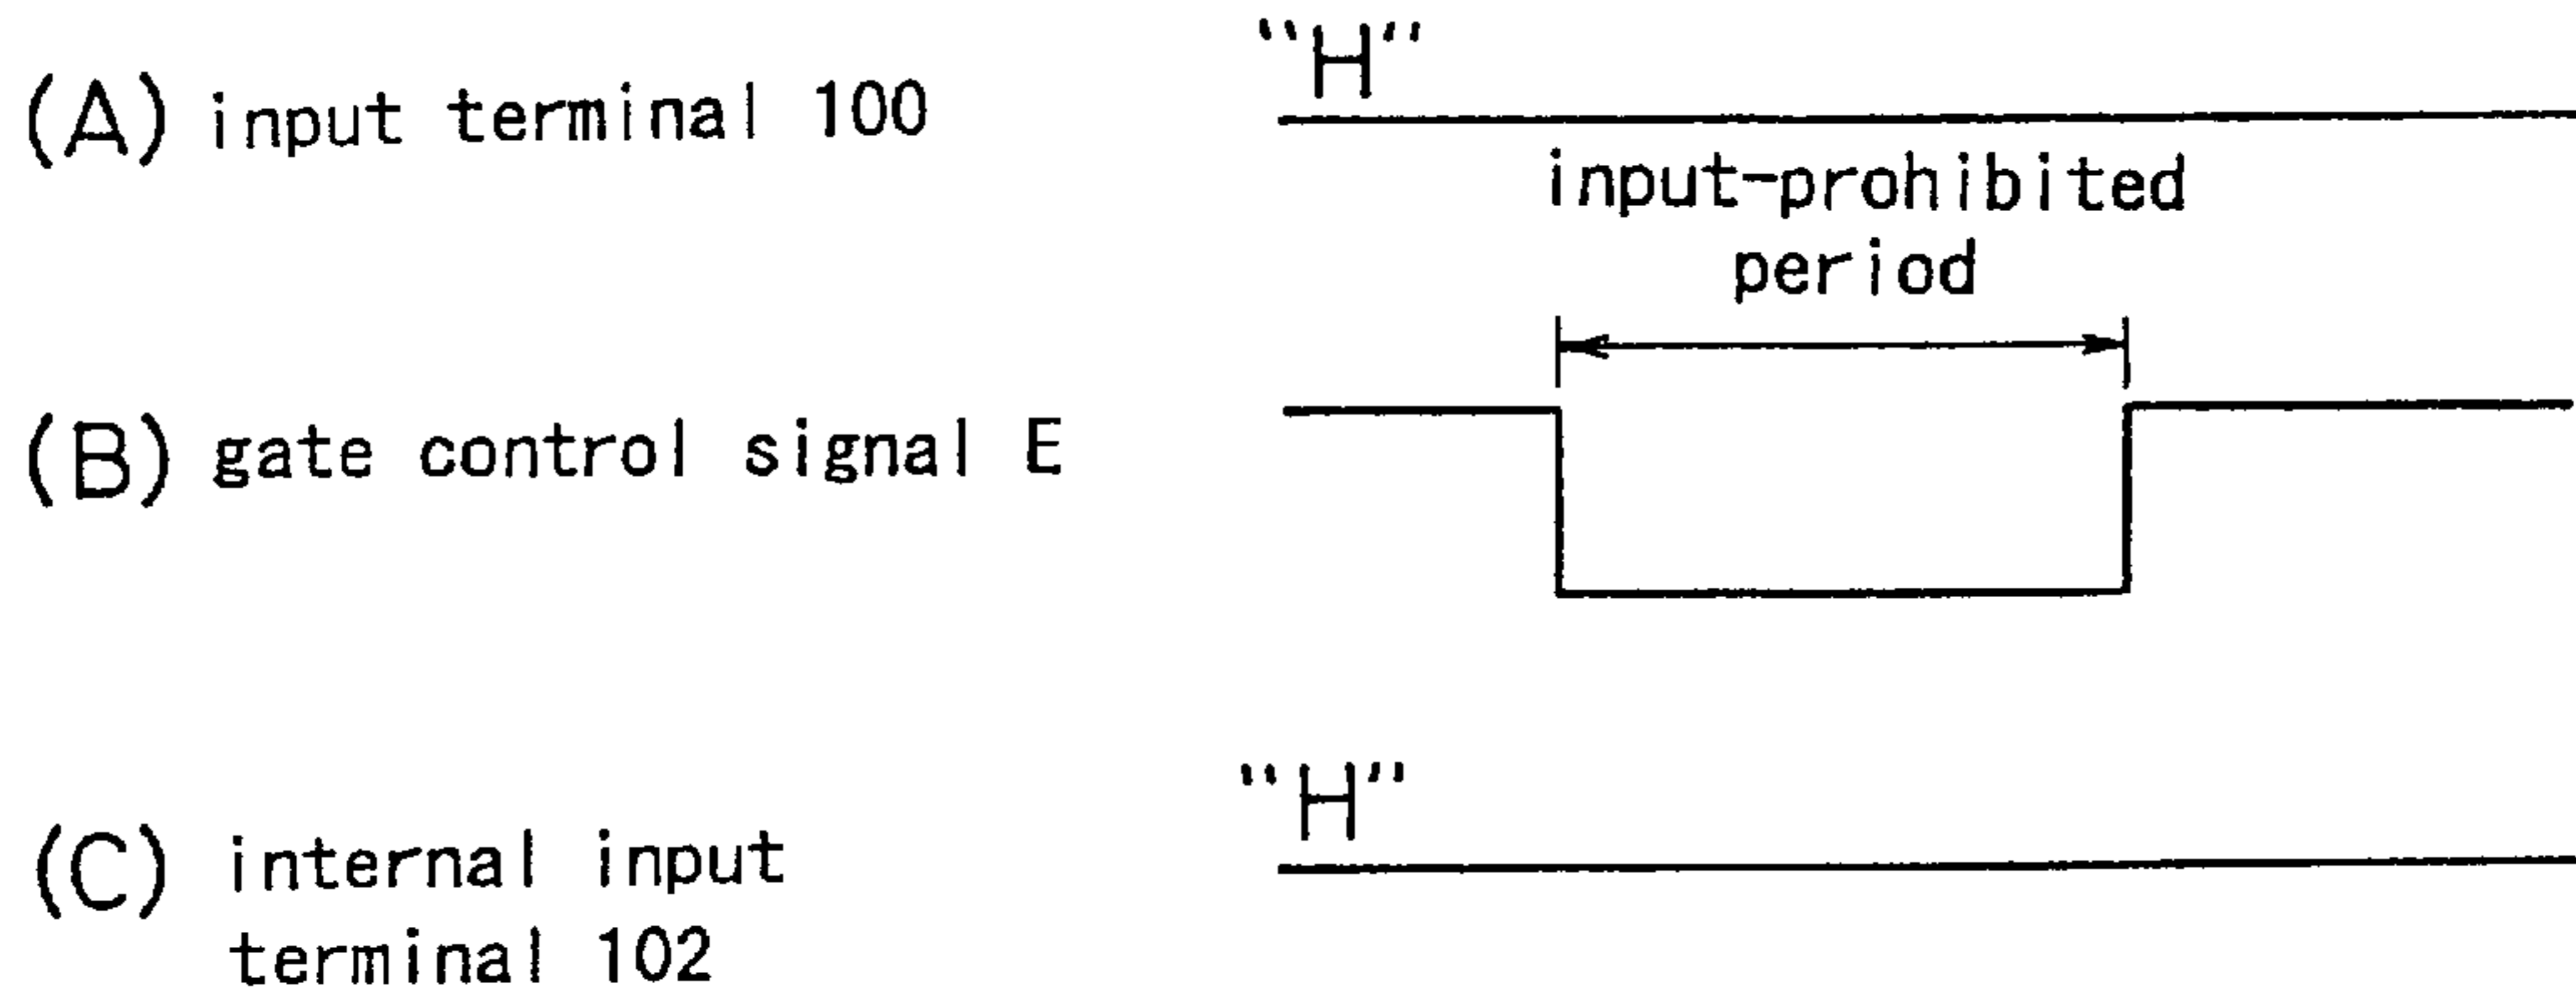 “H”
(A) input terminal 100
input-prohibited
period
(B) gate control signal E
“H”
(C) internal input
terminal 102